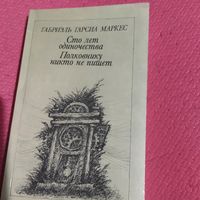 ГАБРИЭЛЬ ГАРСИА МАРКЕС
Сто лет
одиночества
Полковнику
никто не пишет